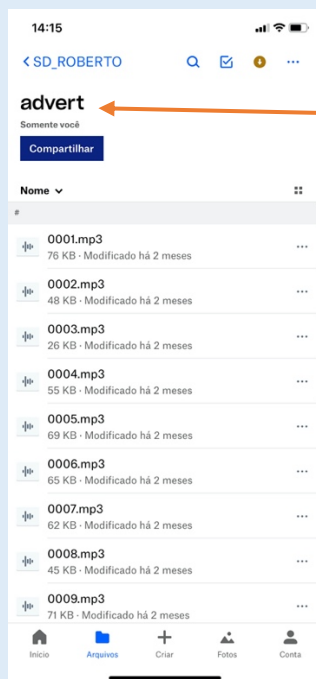 14:15
SD_ROBERTO
advert
Somente você
Compartilhar
Nome
#
0001.mp3
76 KB · Modificado há 2 meses
0002.mp3
48 KB · Modificado há 2 meses
0003.mp3
26 KB · Modificado há 2 meses
0004.mp3
55 KB · Modificado há 2 meses
0005.mp3
69 KB · Modificado há 2 meses
0006.mp3
65 KB · Modificado há 2 meses
0007.mp3
62 KB · Modificado há 2 meses
0008.mp3
45 KB · Modificado há 2 meses
0009.mp3
71 KB · Modificado há 2 meses
Início Arquivos Criar Fotos Conta